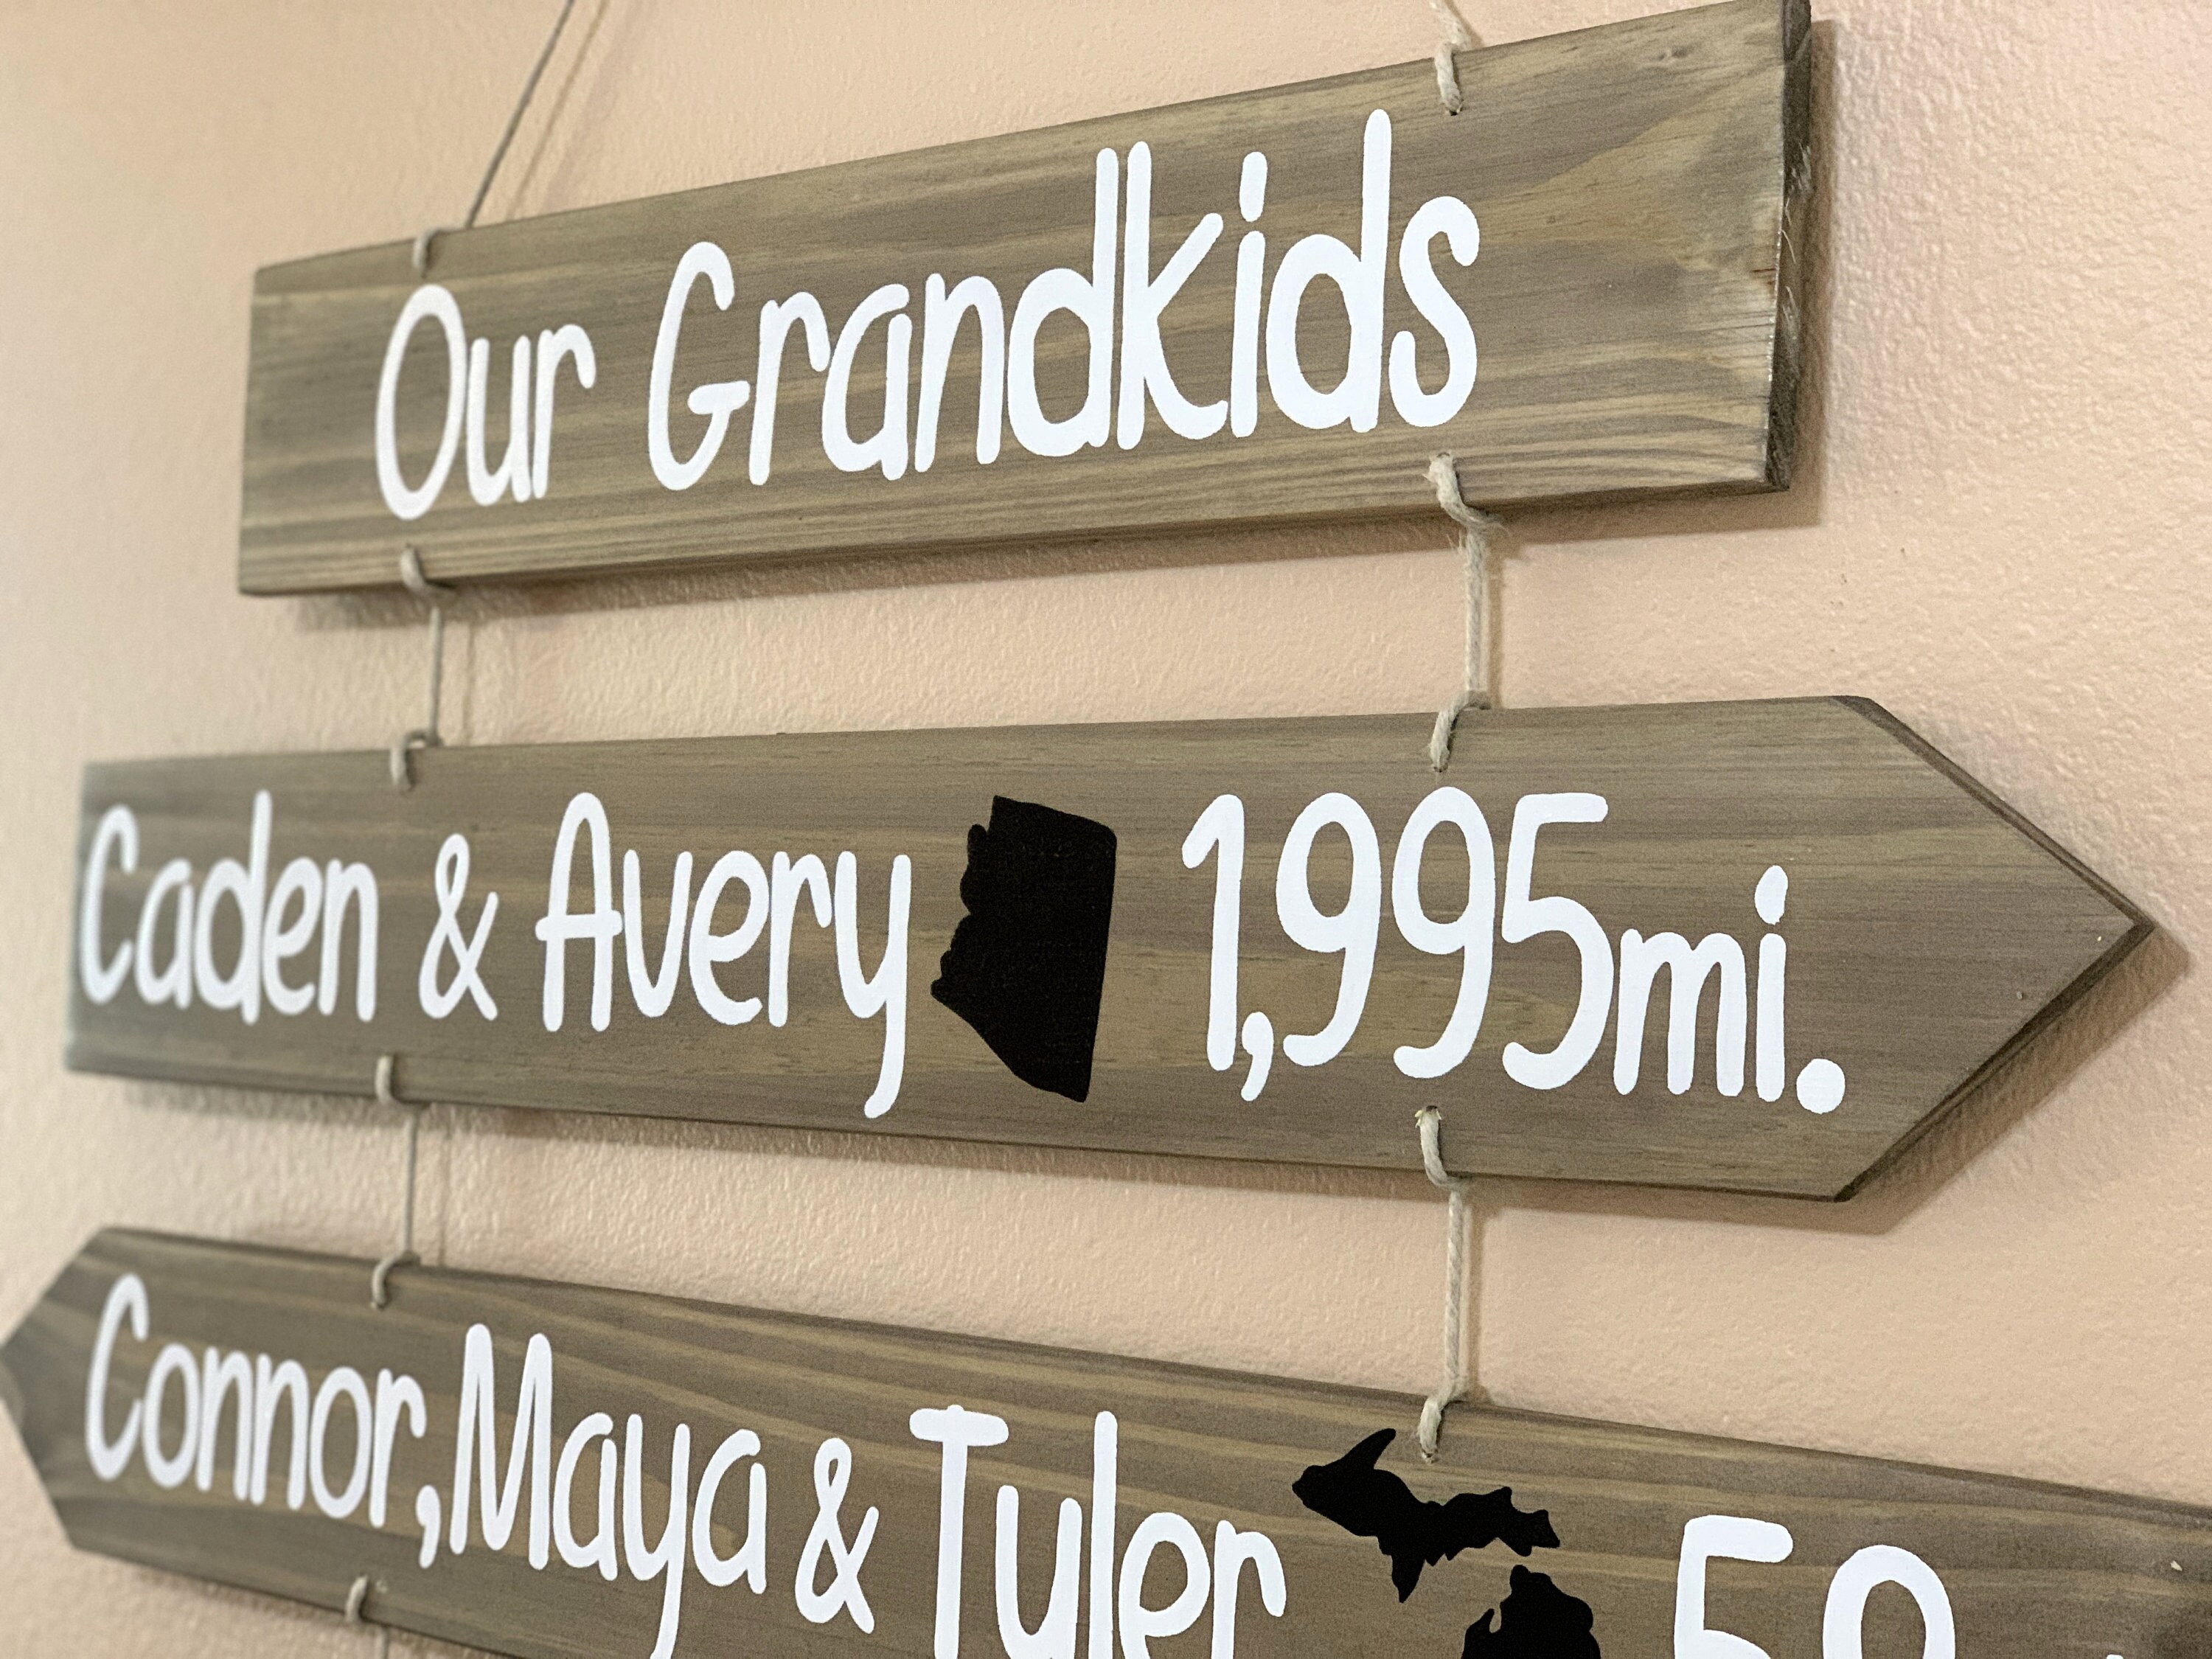 Our Grandkids
Caden & Avery 1,995mi.
Connor, Maya & Tyler